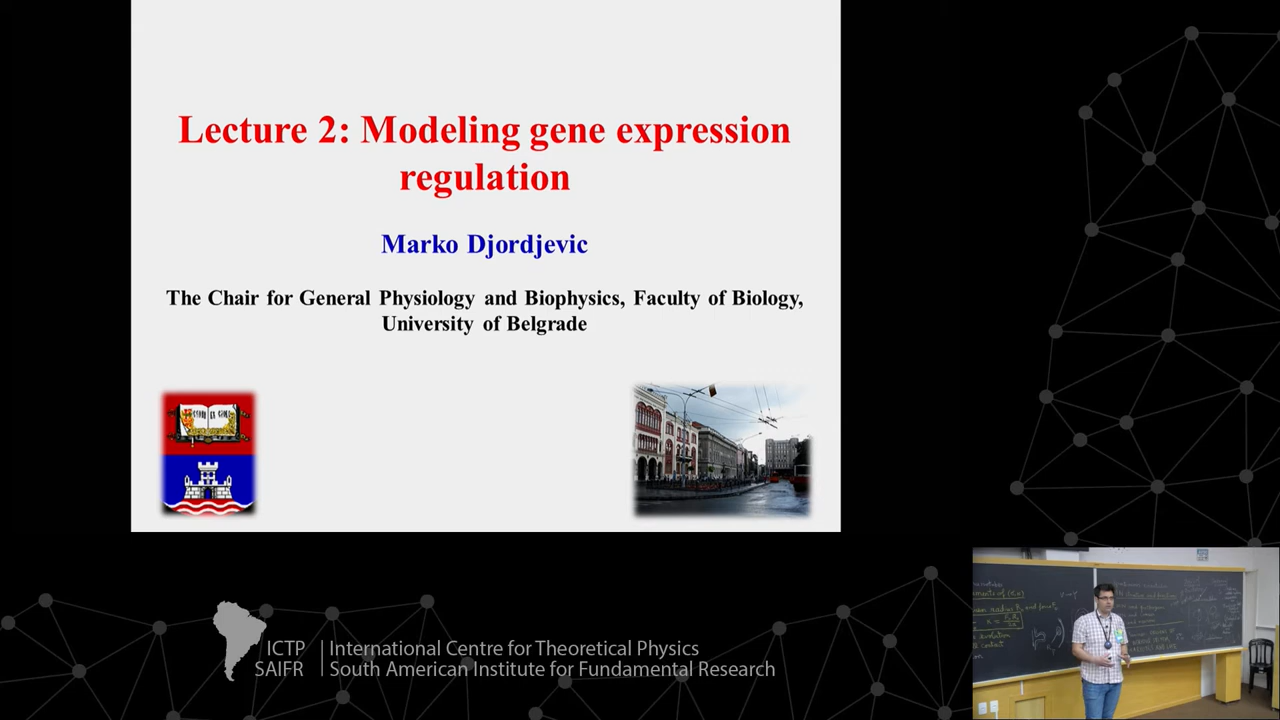 Lecture 2: Modeling gene expression
regulation
Marko Djordjevic
The Chair for General Physiology and Biophysics, Faculty of Biology,
University of Belgrade
ICTP
SAIFR
International Centre for Theoretical Physics
South American Institute for Fundamental Research